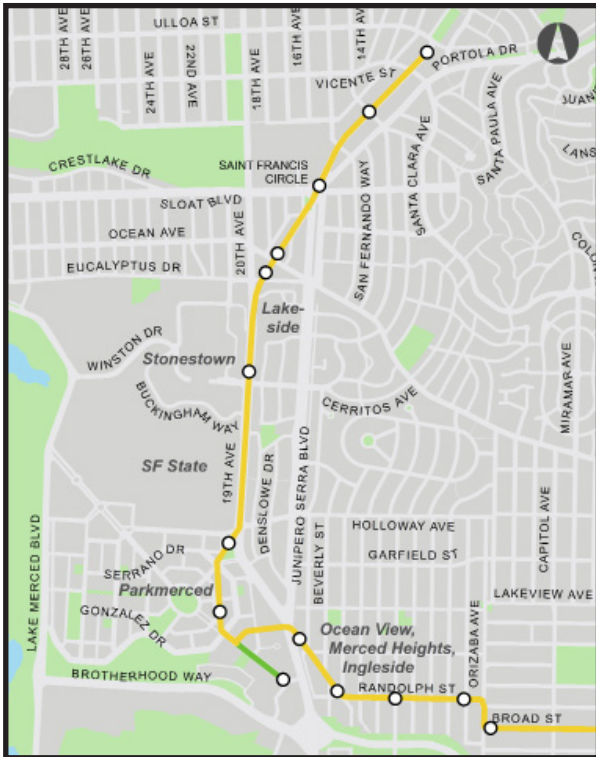 ULLOA ST
28TH AVE
26TH AVE
24TH AVE
22ND AVE
18TH AVE
16TH AVE
14TH AVE
PORTOLA DR
VICENTE ST
SANTA PAULA AVE
JUAN
LANS
CRESTLAKE DR
SAINT FRANCIS
CIRCLE
SANTA CLARA AVE
SAN FERNANDO WAY
SLOAT BLVD
OCEAN AVE
20TH AVE
EUCALYPTUS DR
COLON
Lake-
side
WINSTON DR
Stonestown
BUCKINGHAM WAY
CERRITOS AVE
MIRAMAR AVE
SF State
19TH AVE
DENSLOWE DR
JUNIPERO SERRA BLVD
BEVERLY ST
HOLLOWAY AVE
GARFIELD ST
CAPITOL AVE
LAKE MERCED BLVD
SERRANO DR
Parkmerced
GONZALEZ DR
LAKEVIEW AVE
ORIZABA AVE
Ocean View,
Merced Heights,
Ingleside
BROTHERHOOD WAY
RANDOLPH ST
BROAD ST